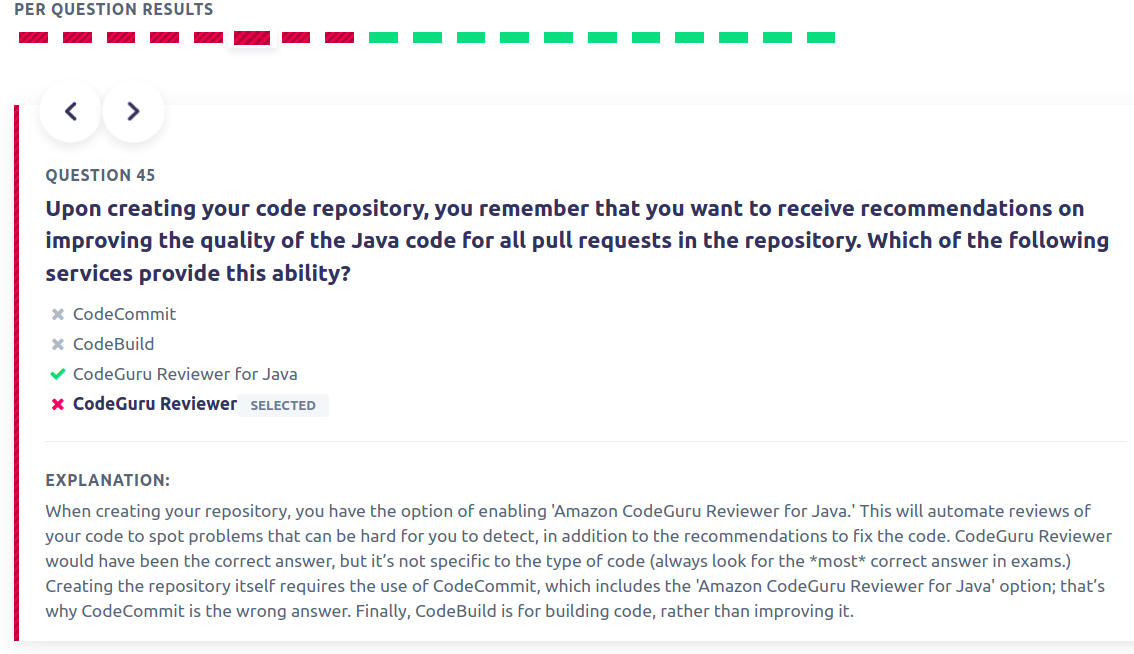 PER QUESTION RESULTS
QUESTION 45
Upon creating your code repository, you remember that you want to receive recommendations on
improving the quality of the Java code for all pull requests in the repository. Which of the following
services provide this ability?
CodeCommit
CodeBuild
CodeGuru Reviewer for Java
CodeGuru Reviewer SELECTED
EXPLANATION:
When creating your repository, you have the option of enabling 'Amazon CodeGuru Reviewer for Java.' This will automate reviews of
your code to spot problems that can be hard for you to detect, in addition to the recommendations to fix the code. CodeGuru Reviewer
would have been the correct answer, but it’s not specific to the type of code (always look for the *most* correct answer in exams.)
Creating the repository itself requires the use of CodeCommit, which includes the 'Amazon CodeGuru Reviewer for Java' option; that’s
why CodeCommit is the wrong answer. Finally, CodeBuild is for building code, rather than improving it.